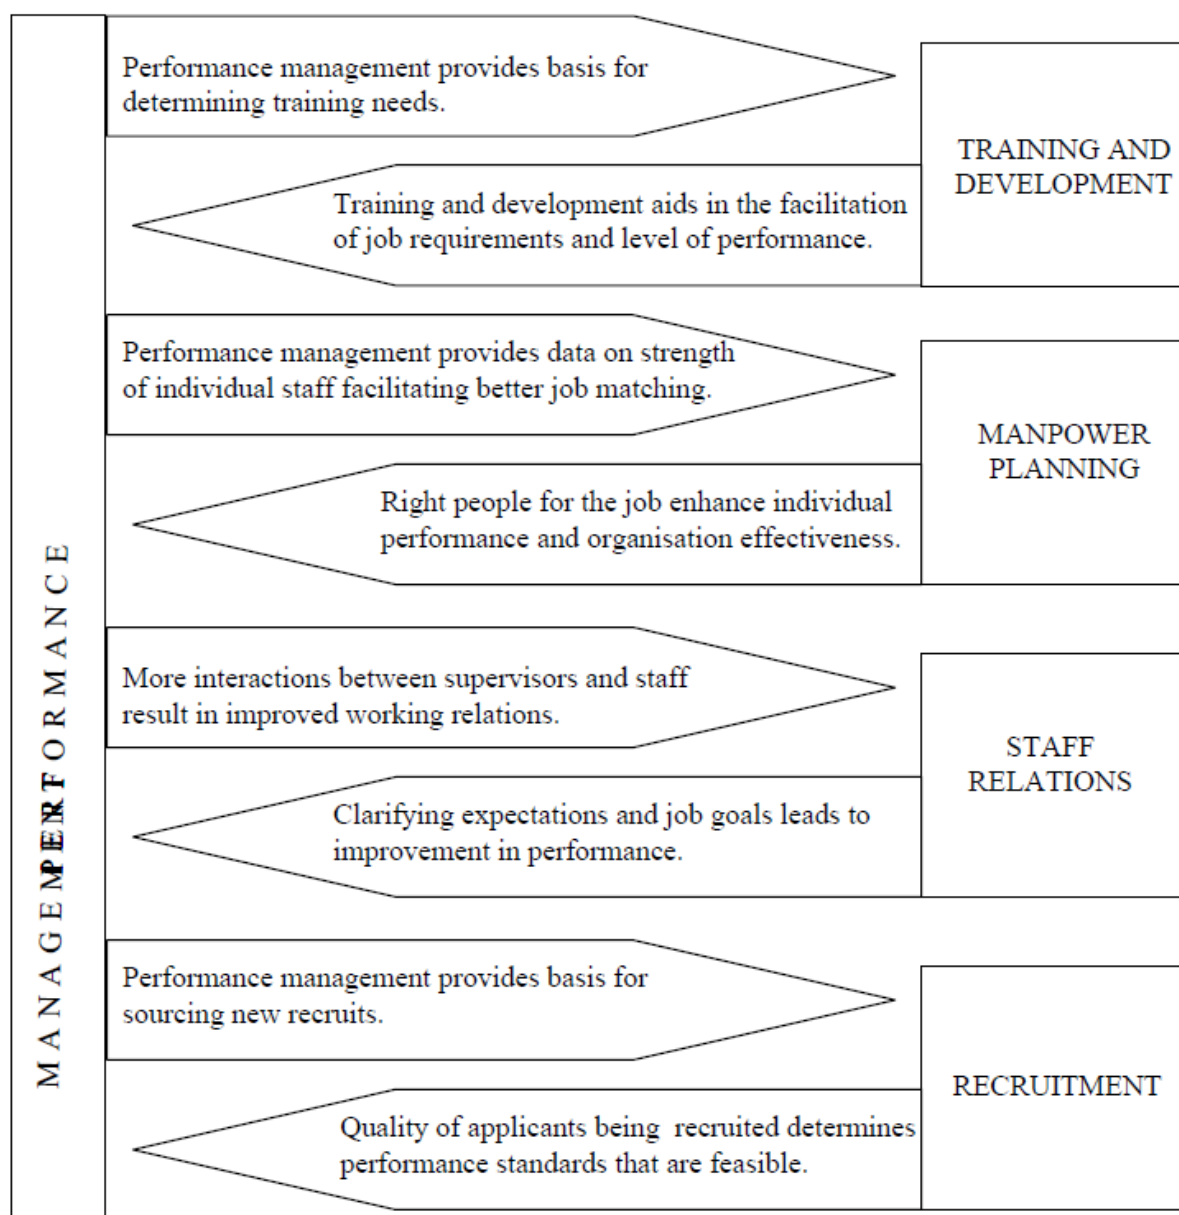 Performance management provides basis for
determining training needs.
TRAINING AND
DEVELOPMENT
Training and development aids in the facilitation
of job requirements and level of performance.
Performance management provides data on strength
of individual staff facilitating better job matching.
MANPOWER
PLANNING
Right people for the job enhance individual
performance and organisation effectiveness.
PERFORMANCE
MANAGEMENT
More interactions between supervisors and staff
result in improved working relations.
STAFF
RELATIONS
Clarifying expectations and job goals leads to
improvement in performance.
Performance management provides basis for
sourcing new recruits.
RECRUITMENT
Quality of applicants being recruited determines
performance standards that are feasible.